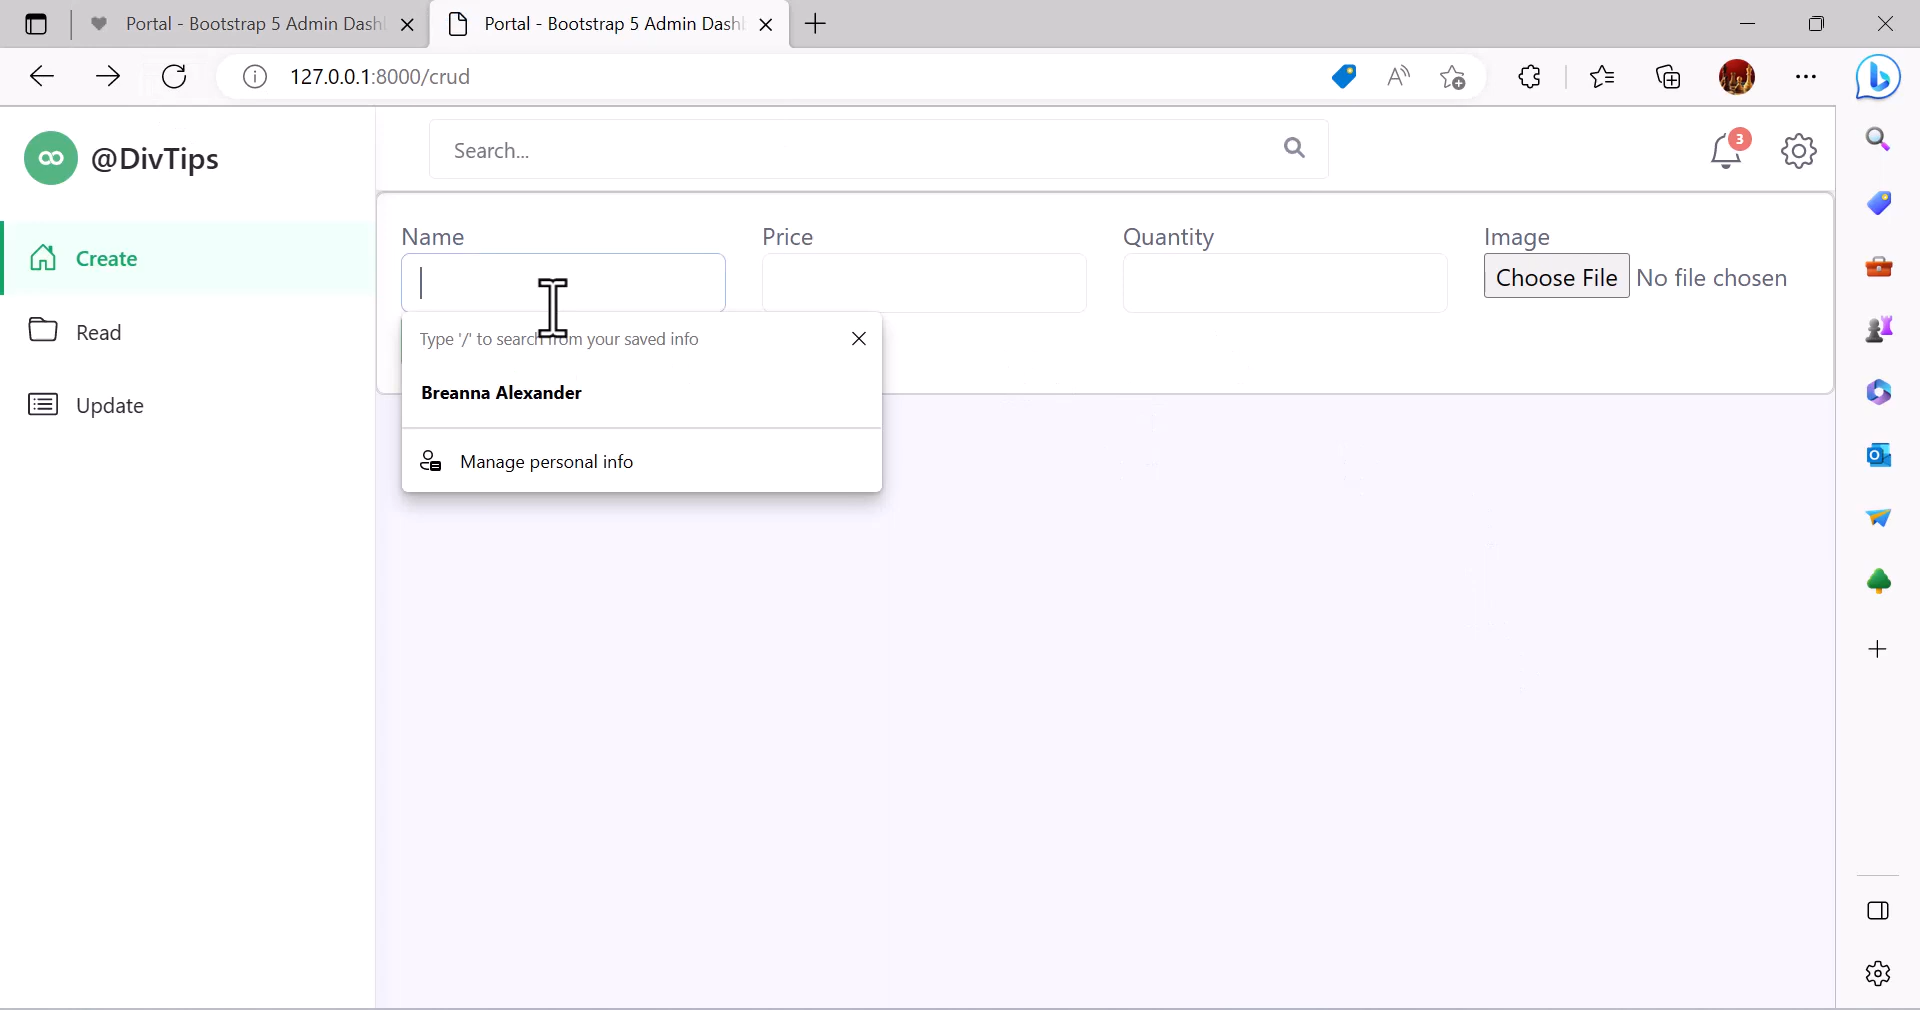 Portal - Bootstrap 5 Admin Dash
Portal - Bootstrap 5 Admin Dash
127.0.0.1:8000/crud
@DivTips
Search...
3
Create
Read
Update
Name
Price
Quantity
Image
Choose File No file chosen
Type '/' to search from your saved info
Breanna Alexander
Manage personal info